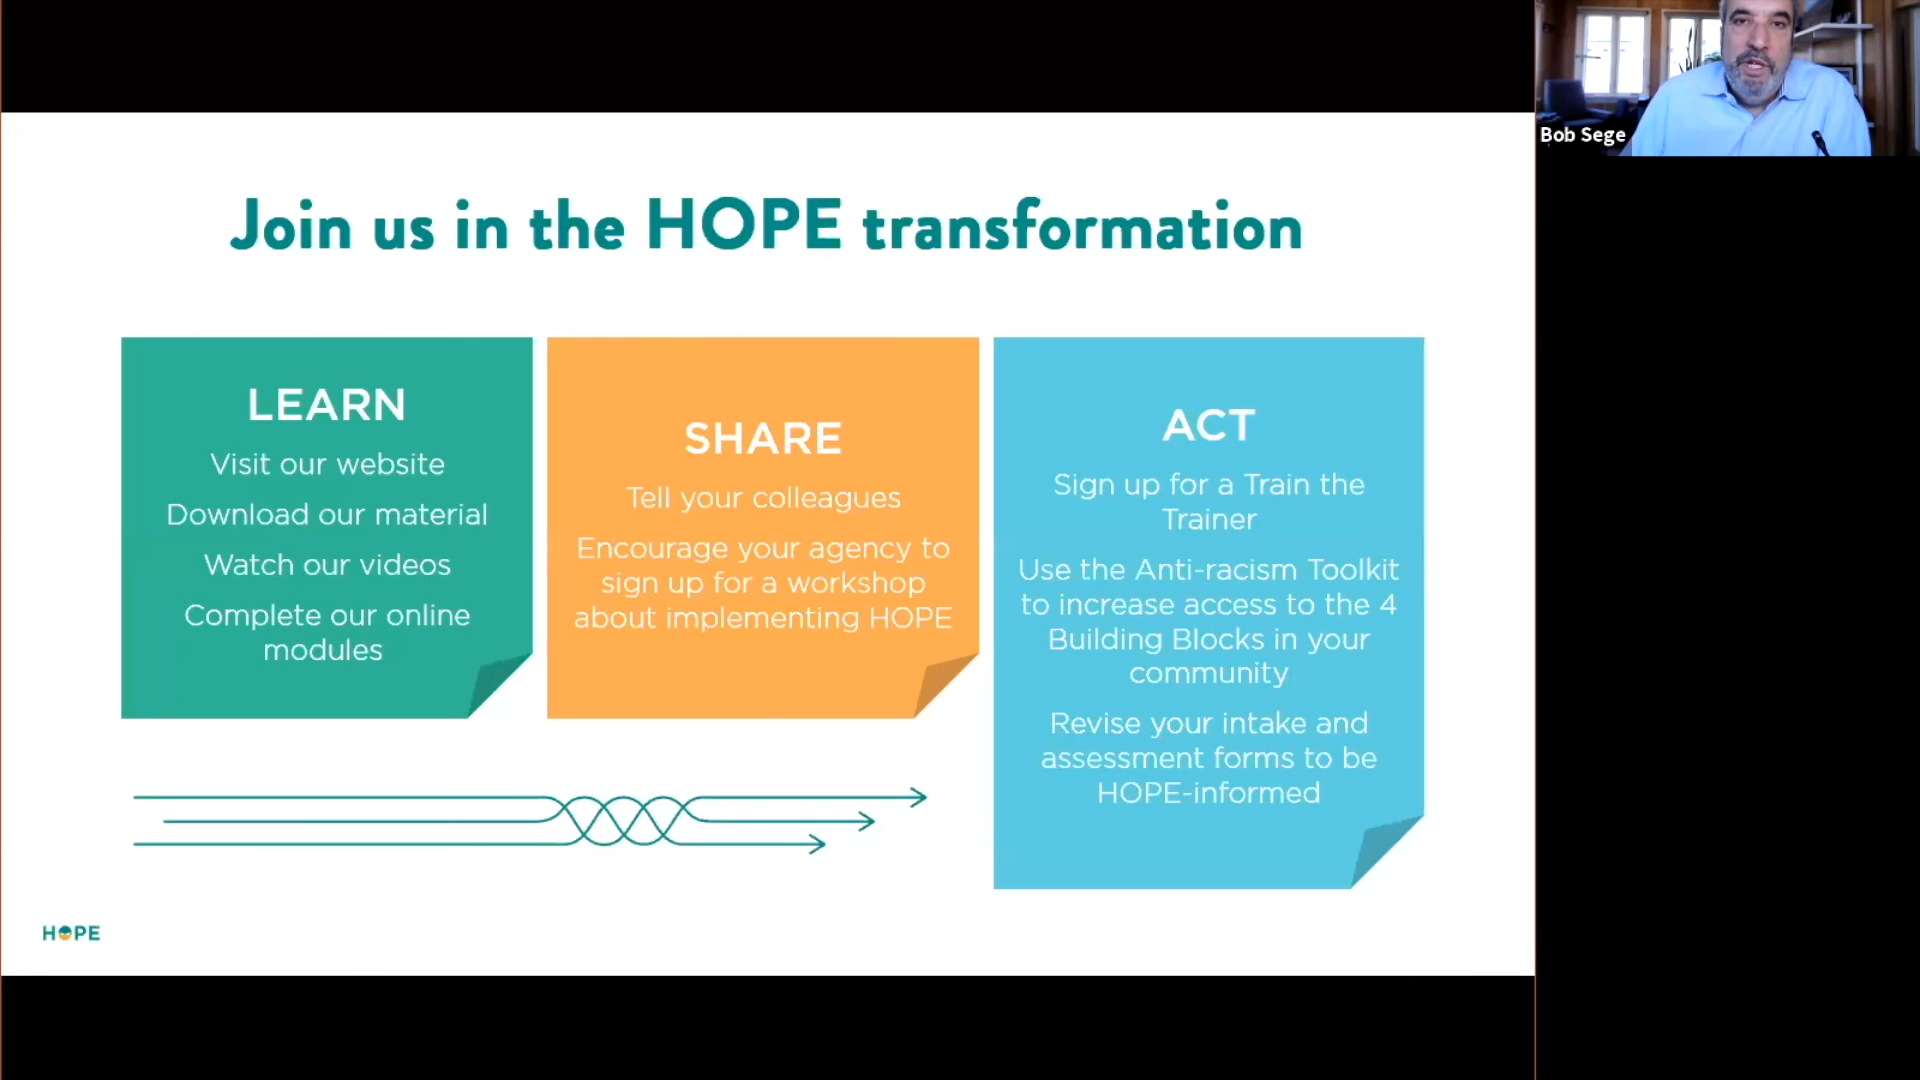 Bob Sege
Join us in the HOPE transformation
LEARN
Visit our website
Download our material
Watch our videos
Complete our online
modules
SHARE
Tell your colleagues
Encourage your agency to
sign up for a workshop
about implementing HOPE
ACT
Sign up for a Train the
Trainer
Use the Anti-racism Toolkit
to increase access to the 4
Building Blocks in your
community
Revise your intake and
assessment forms to be
HOPE-informed
HOPE